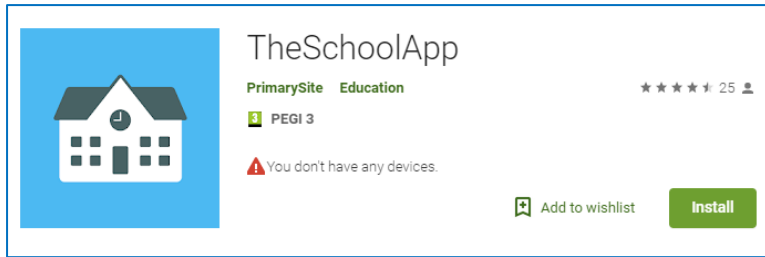 TheSchoolApp
PrimarySite Education 25
3 PEGI 3
You don't have any devices.
Add to wishlist Install